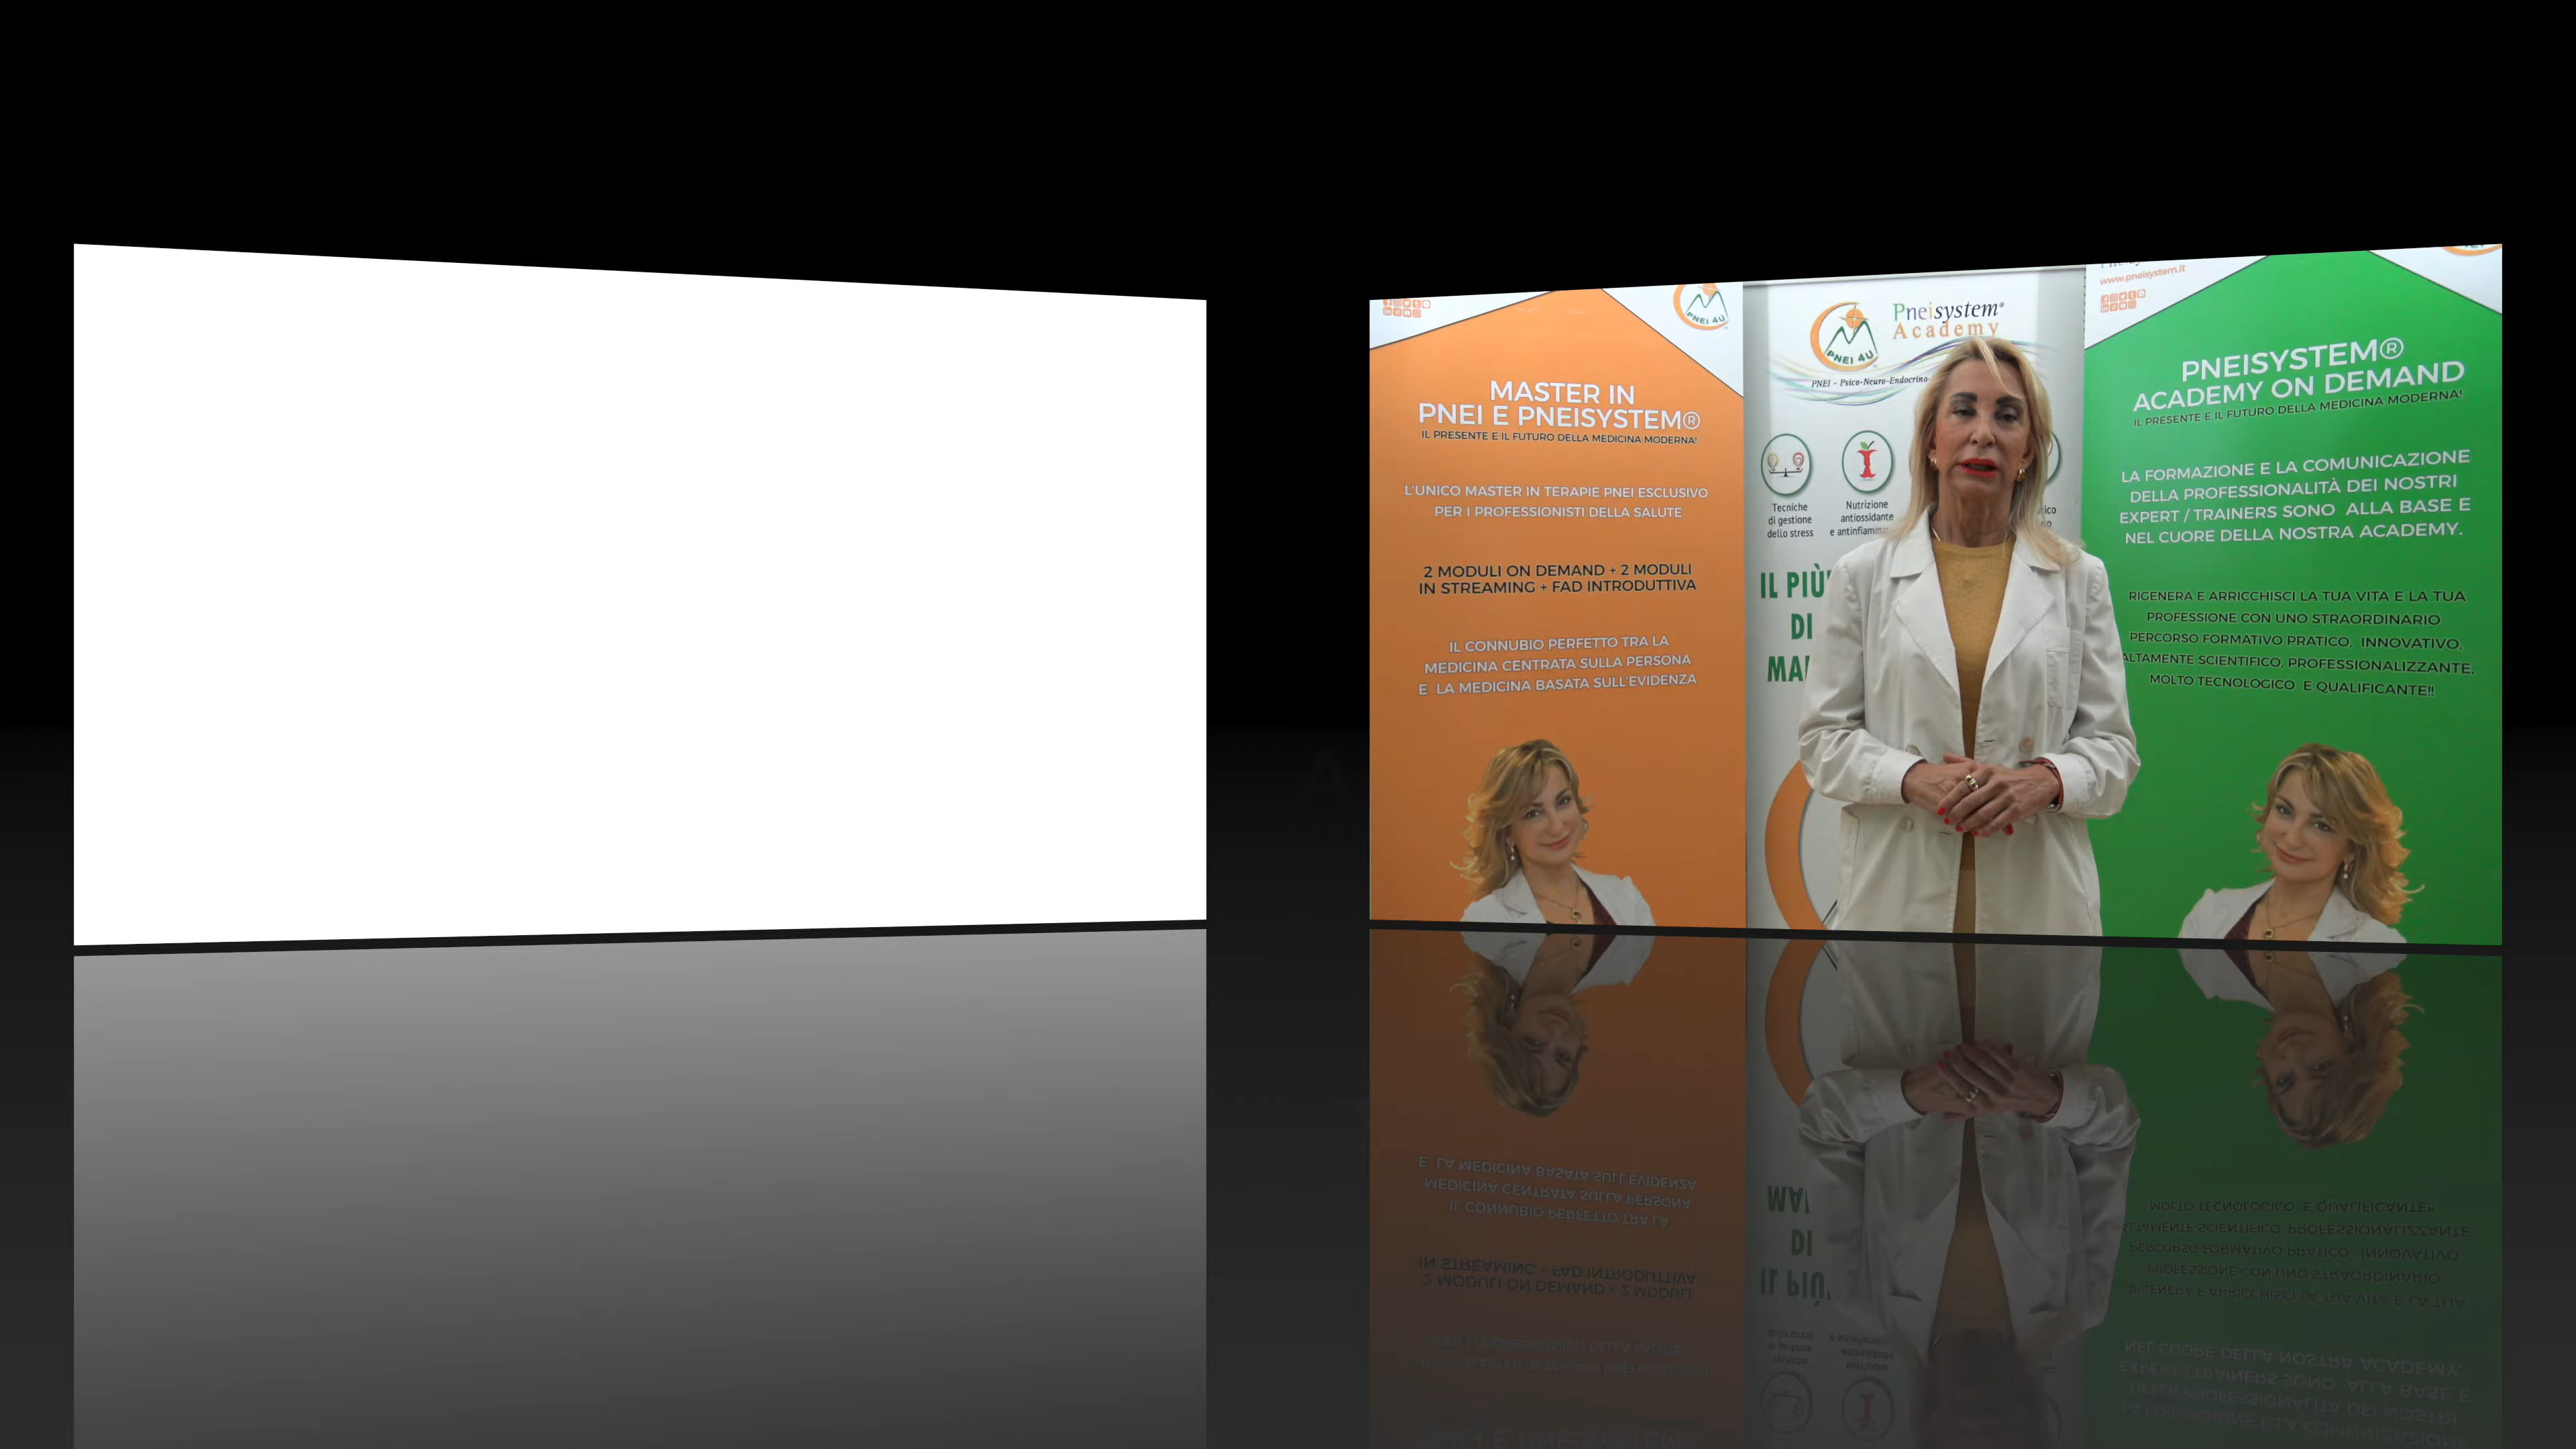 MASTER IN
PNEI E PNEISYSTEM®
IL PRESENTE E IL FUTURO DELLA MEDICINA MODERNA!
L'UNICO MASTER IN TERAPIE PNEI ESCLUSIVO
PER I PROFESSIONISTI DELLA SALUTE
2 MODULI ON DEMAND + 2 MODULI
IN STREAMING + FAD INTRODUTTIVA
IL CONNUBIO PERFETTO TRA LA
MEDICINA CENTRATA SULLA PERSONA
E LA MEDICINA BASATA SULL'EVIDENZA
PNEI 4U
Pneisystem®
Academy
PNEI 4U
PNEI - Psico-Neuro-Endocrino-
Tecniche
di gestione
dello stress
Nutrizione
antiossidante
e antinfiamm
IL PIÙ
DI
MA
www.pneisystem.it
PNEISYSTEM®
ACADEMY ON DEMAND
IL PRESENTE E IL FUTURO DELLA MEDICINA MODERNA!
LA FORMAZIONE E LA COMUNICAZIONE
DELLA PROFESSIONALITÀ DEI NOSTRI
EXPERT / TRAINERS SONO ALLA BASE E
NEL CUORE DELLA NOSTRA ACADEMY.
RIGENERA E ARRICCHISCI LA TUA VITA E LA TUA
PROFESSIONE CON UNO STRAORDINARIO
PERCORSO FORMATIVO PRATICO, INNOVATIVO,
ALTAMENTE SCIENTIFICO, PROFESSIONALIZZANTE,
MOLTO TECNOLOGICO E QUALIFICANTE!!